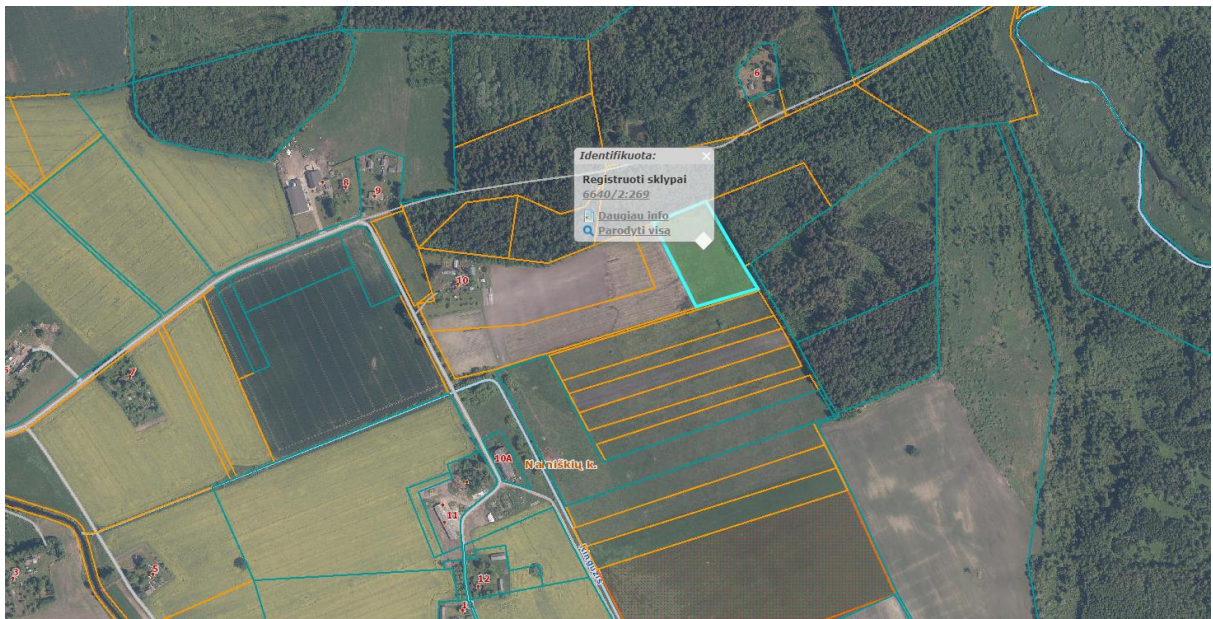 6
Identifikuota:
Registruoti sklypai
6640/2:269
Daugiau info
Parodyti visą
8
9
10
7
10A
Namiškių k.
11
12
3
5
1